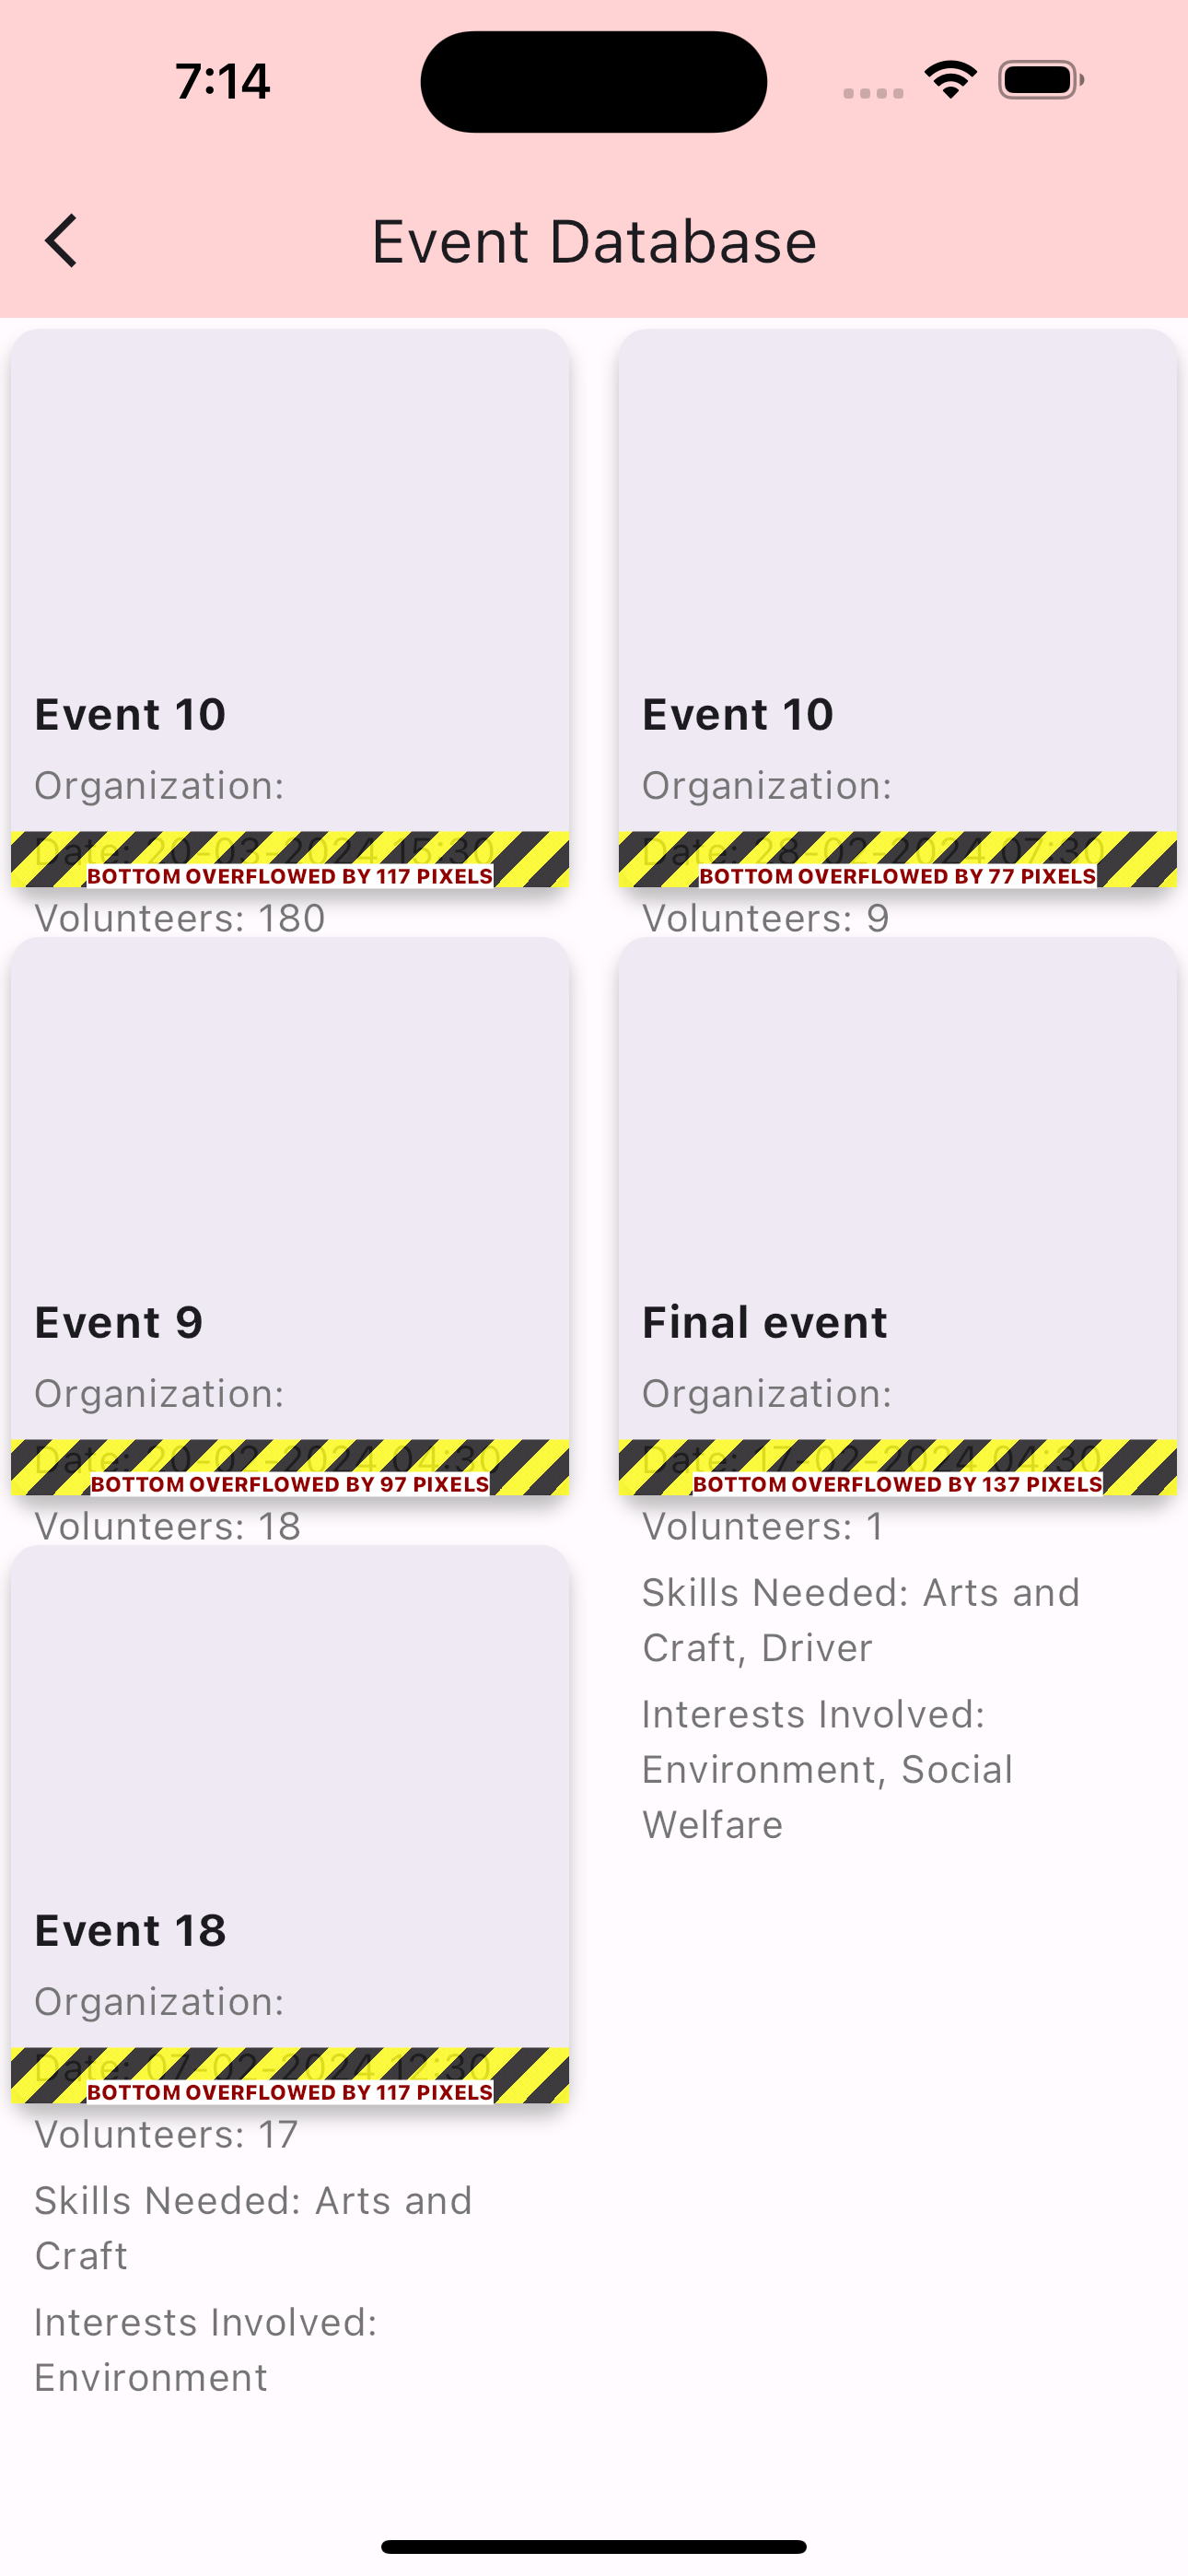 7:14
Event Database
Event 10
Organization:
Date: 20-03-2024 15:30
BOTTOM OVERFLOWED BY 117 PIXELS
Volunteers: 180
Event 10
Organization:
Date: 28-02-2024 07:30
BOTTOM OVERFLOWED BY 77 PIXELS
Volunteers: 9
Event 9
Organization:
Date: 20-02-2024 04:30
BOTTOM OVERFLOWED BY 97 PIXELS
Volunteers: 18
Final event
Organization:
Date: 17-02-2024 04:30
BOTTOM OVERFLOWED BY 137 PIXELS
Volunteers: 1
Skills Needed: Arts and
Craft, Driver
Interests Involved:
Environment, Social
Welfare
Event 18
Organization:
Date: 07-02-2024 12:30
BOTTOM OVERFLOWED BY 117 PIXELS
Volunteers: 17
Skills Needed: Arts and
Craft
Interests Involved:
Environment